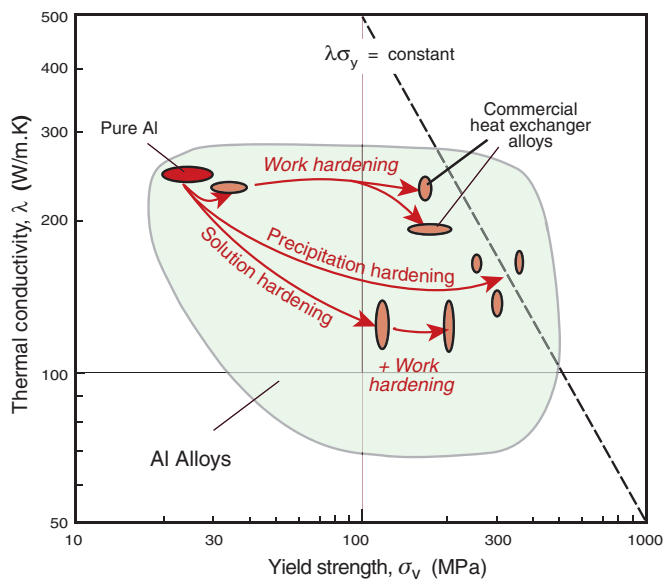 500
400
300
200
100
50
Thermal conductivity, λ (W/m.K)
λσy = constant
Pure Al
Commercial
heat exchanger
alloys
Work hardening
Precipitation hardening
Solution hardening
+ Work
hardening
Al Alloys
10
30
100
300
1000
Yield strength, σv (MPa)